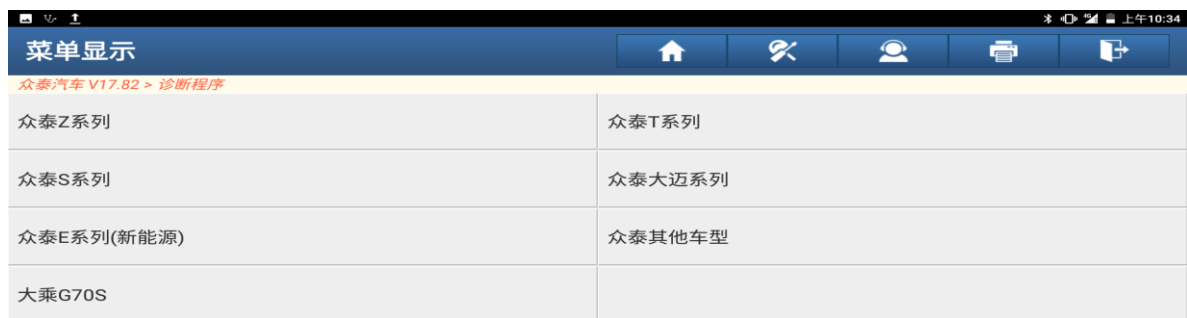 上午10:34
菜单显示
众泰汽车 V17.82 > 诊断程序
众泰Z系列
众泰T系列
众泰S系列
众泰大迈系列
众泰E系列(新能源)
众泰其他车型
大乘G70S